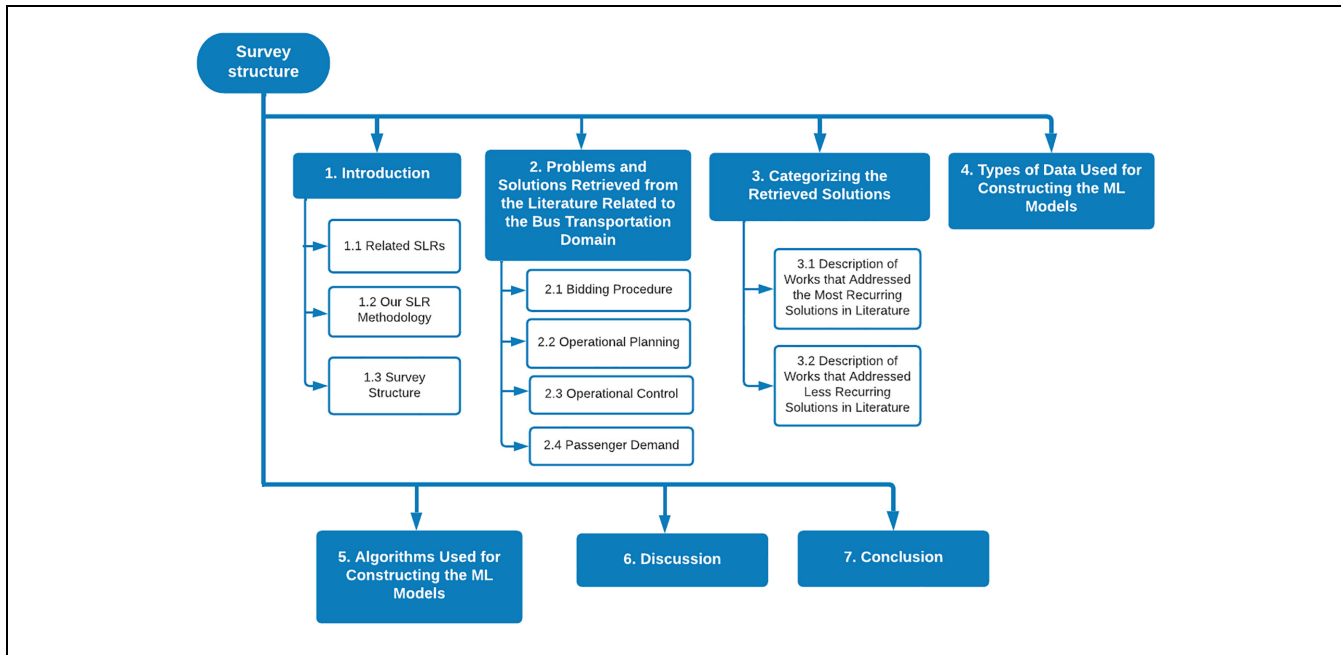 Survey
structure
1. Introduction
1.1 Related SLRs
1.2 Our SLR
Methodology
1.3 Survey
Structure
2. Problems and
Solutions Retrieved from
the Literature Related to
the Bus Transportation
Domain
2.1 Bidding Procedure
2.2 Operational Planning
2.3 Operational Control
2.4 Passenger Demand
3. Categorizing the
Retrieved Solutions
3.1 Description of
Works that Addressed
the Most Recurring
Solutions in Literature
3.2 Description of
Works that Addressed
Less Recurring
Solutions in Literature
4. Types of Data Used for
Constructing the ML
Models
5. Algorithms Used for
Constructing the ML
Models
6. Discussion
7. Conclusion